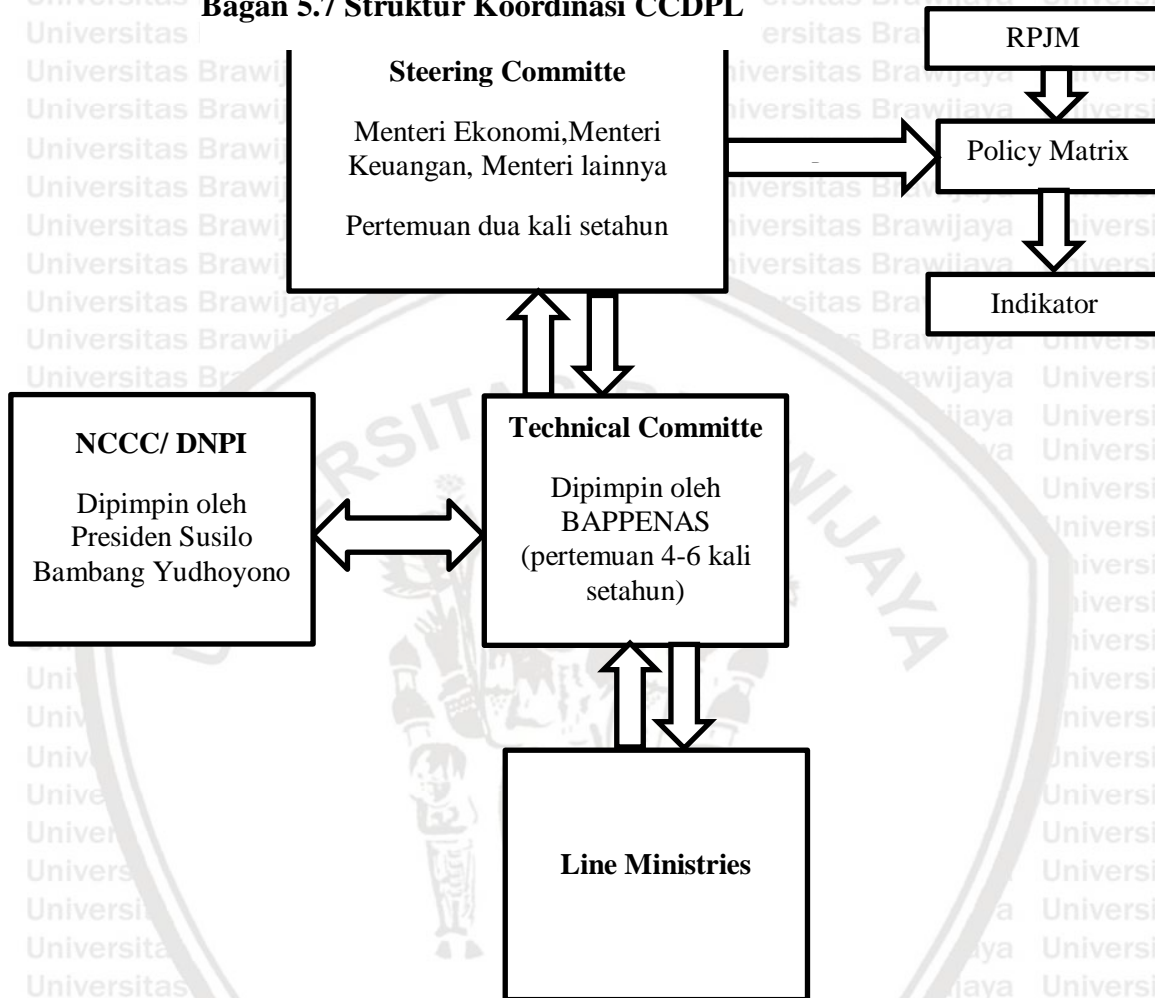 Bagan 5.7 Struktur Koordinasi CCDPL
Steering Committe
Menteri Ekonomi,Menteri
Keuangan, Menteri lainnya
Pertemuan dua kali setahun
RPJM
Policy Matrix
Indikator
NCCC/ DNPI
Dipimpin oleh
Presiden Susilo
Bambang Yudhoyono
Technical Committe
Dipimpin oleh
BAPPENAS
(pertemuan 4-6 kali
setahun)
Line Ministries